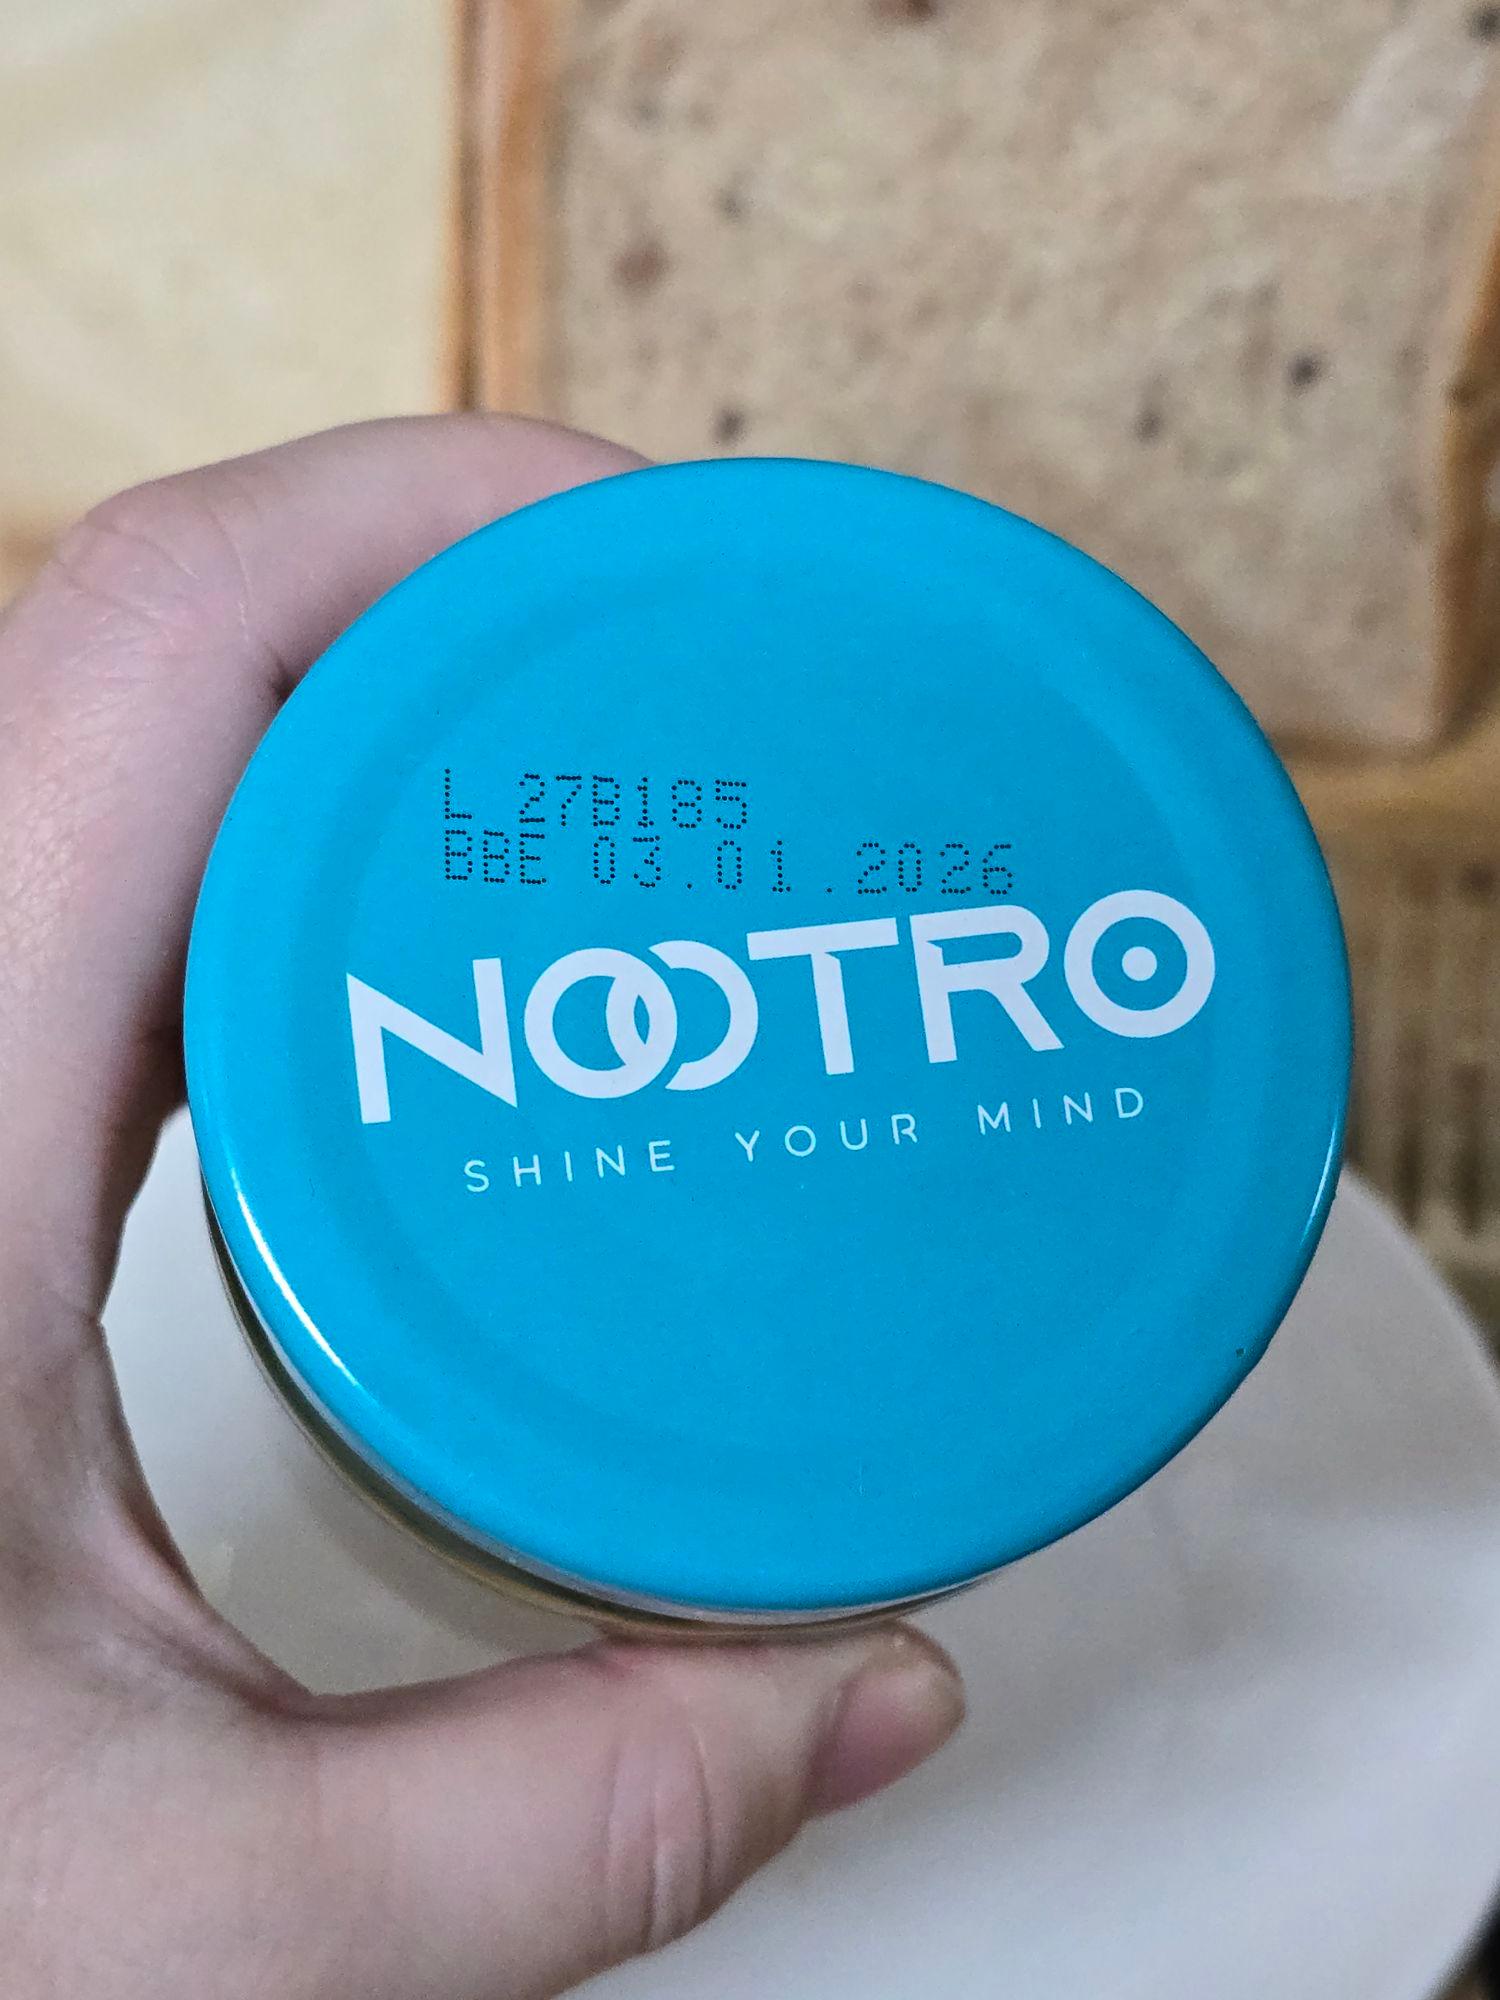 L 27B185
BBE 03.01.2026
NOOTRO
SHINE YOUR MIND